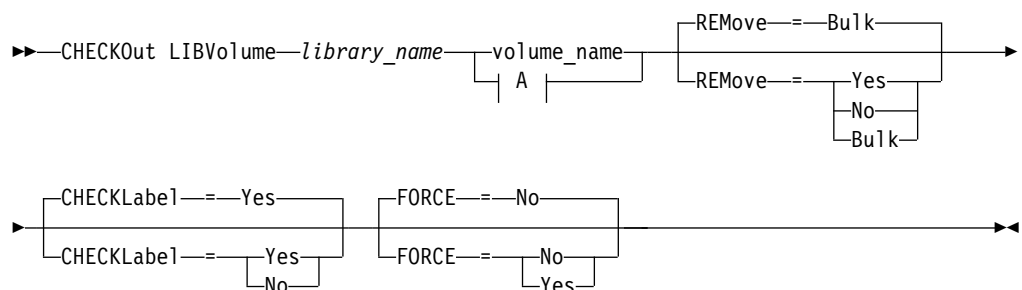 REMove = Bulk
CHECKOut LIBVolume library_name volume_name
A
REMove = Yes
No
Bulk
CHECKLabel = Yes
FORCE = No
CHECKLabel = Yes
No
FORCE = No
Yes